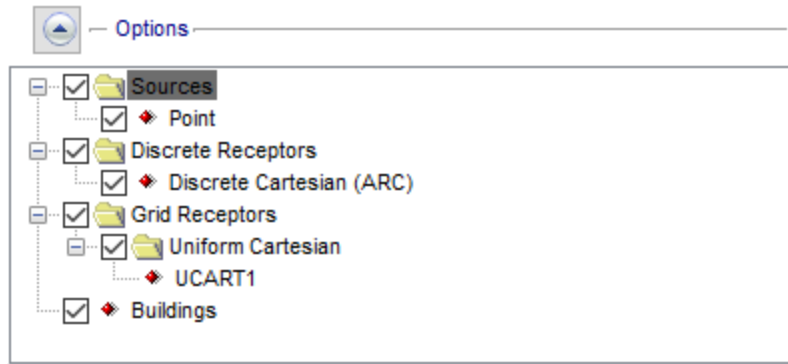 Options
Sources
Point
Discrete Receptors
Discrete Cartesian (ARC)
Grid Receptors
Uniform Cartesian
UCART1
Buildings